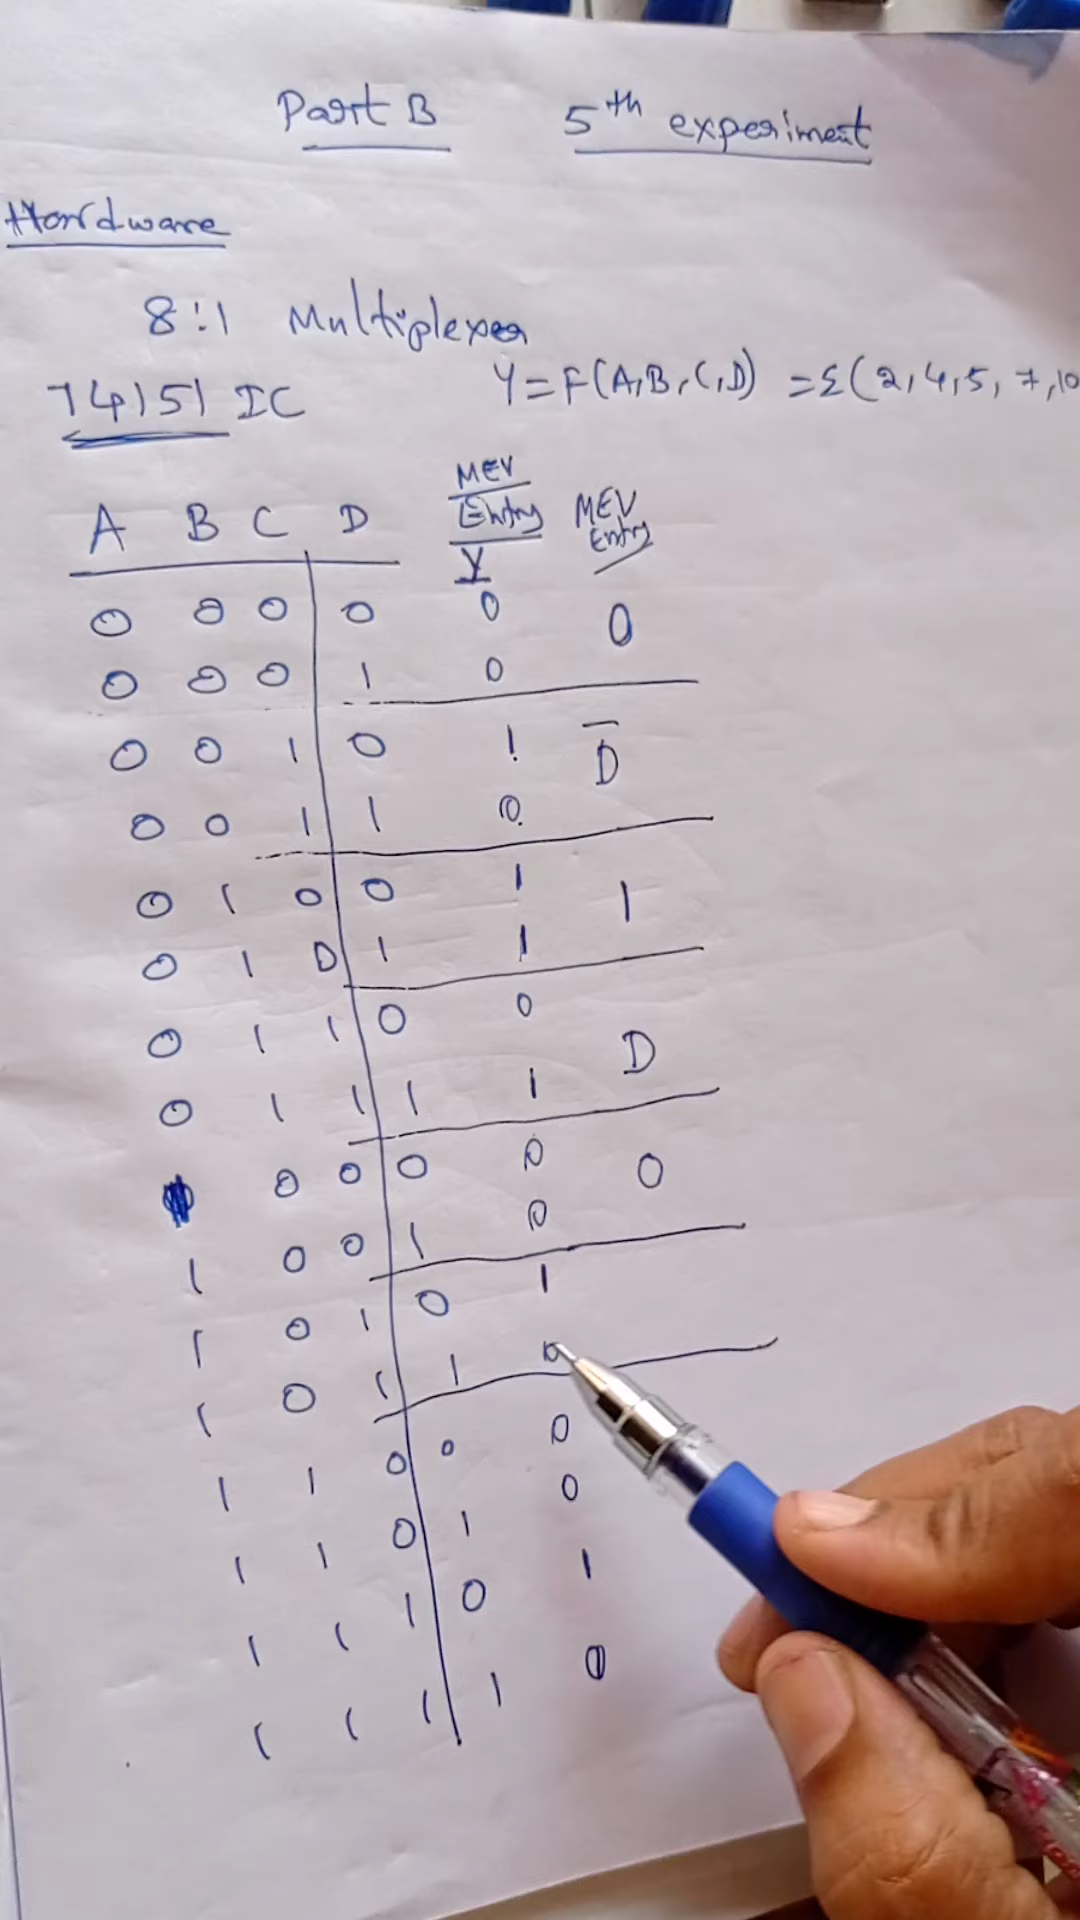 Part B 5th experiment
Hardware
8:1 Multiplexer
74151 IC Y=F(A,B,C,D) =Σ(2,4,5,7,10
A B C D MEV Entry Y MEV Entry
0 0 0 0 0 0
0 0 0 1 0
0 0 1 0 1 D̅
0 0 1 1 0
0 1 0 0 1 1
0 1 0 1 1
0 1 1 0 0
0 1 1 1 1 D
0 0 0 0 0
1 0 0 1 0
1 0 1 0 1
1 0 1 1 0
1 1 0 0 0
1 1 0 1 0
1 1 1 0 1
1 1 1 1 0